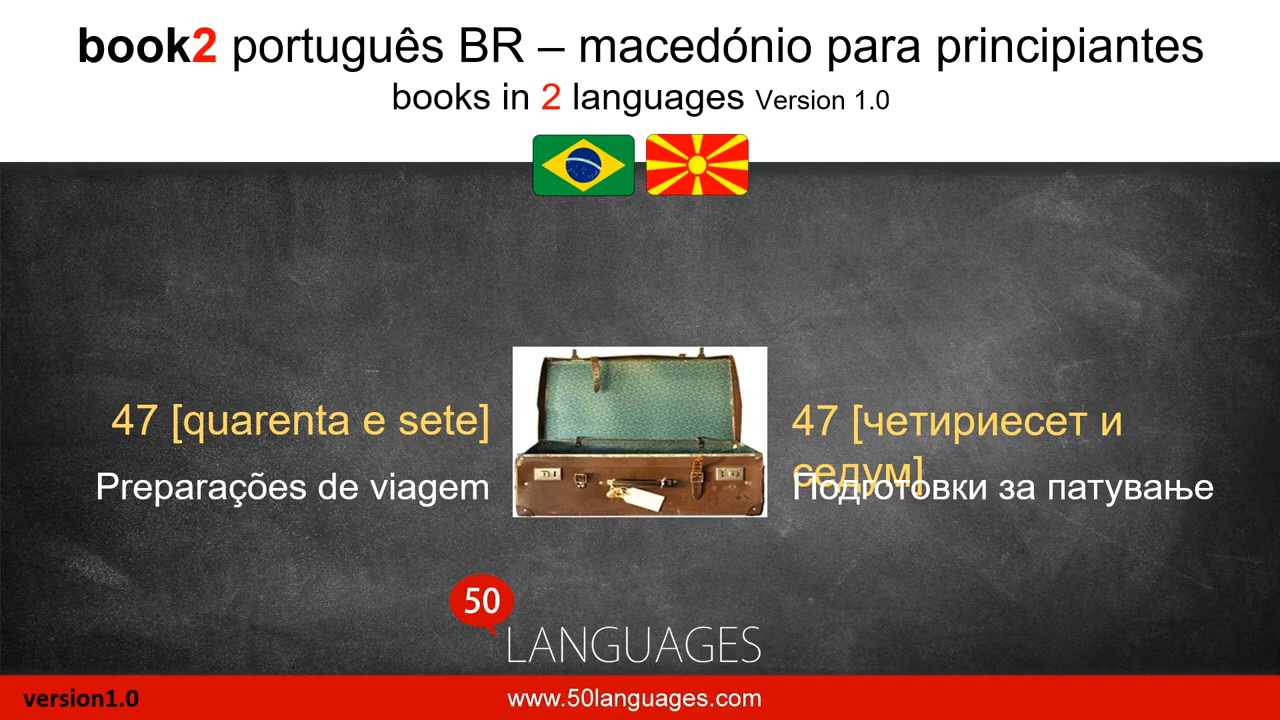 book2 português BR – macedónio para principiantes
books in 2 languages Version 1.0
47 [quarenta e sete]
Preparações de viagem
47 [четириесет и
седум]
Подготовки за патување
50
LANGUAGES
version1.0
www.50languages.com